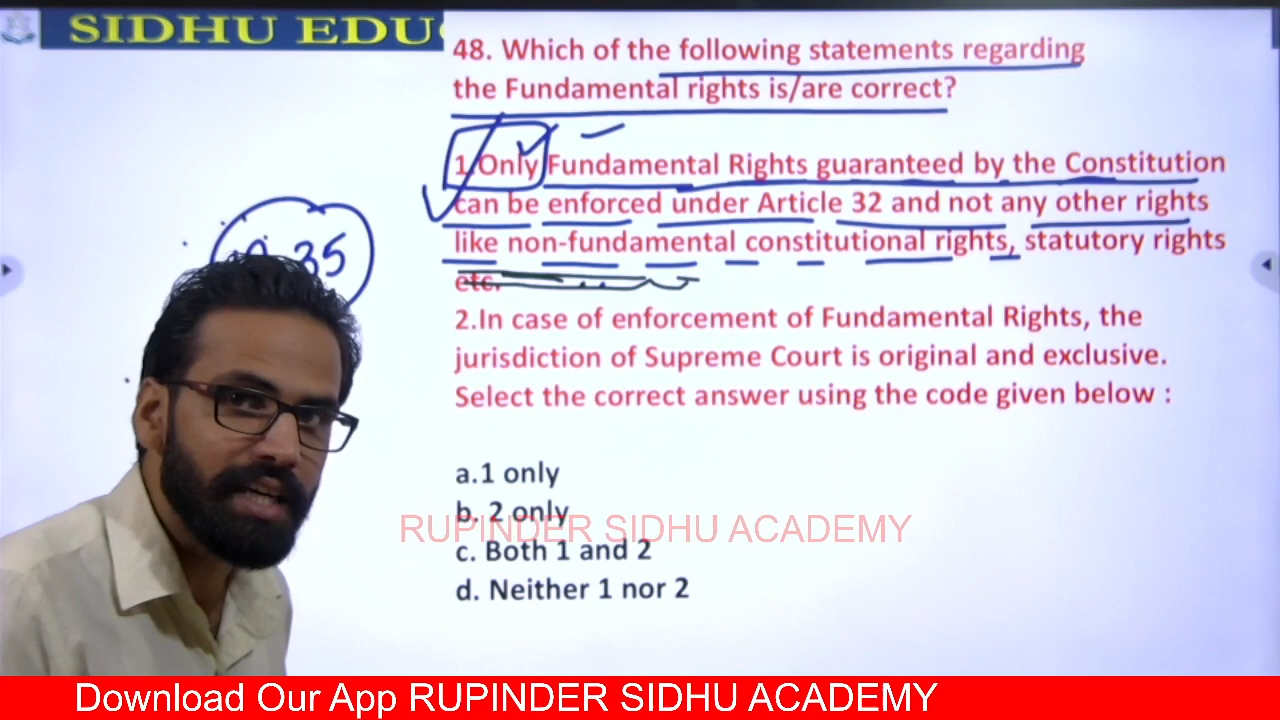 SIDHU EDU
48. Which of the following statements regarding
the Fundamental rights is/are correct?
1.Only Fundamental Rights guaranteed by the Constitution
can be enforced under Article 32 and not any other rights
like non-fundamental constitutional rights, statutory rights
etc.
35
2.In case of enforcement of Fundamental Rights, the
jurisdiction of Supreme Court is original and exclusive.
Select the correct answer using the code given below :
a.1 only
b. 2 only
RUPINDER SIDHU ACADEMY
c. Both 1 and 2
d. Neither 1 nor 2
Download Our App RUPINDER SIDHU ACADEMY